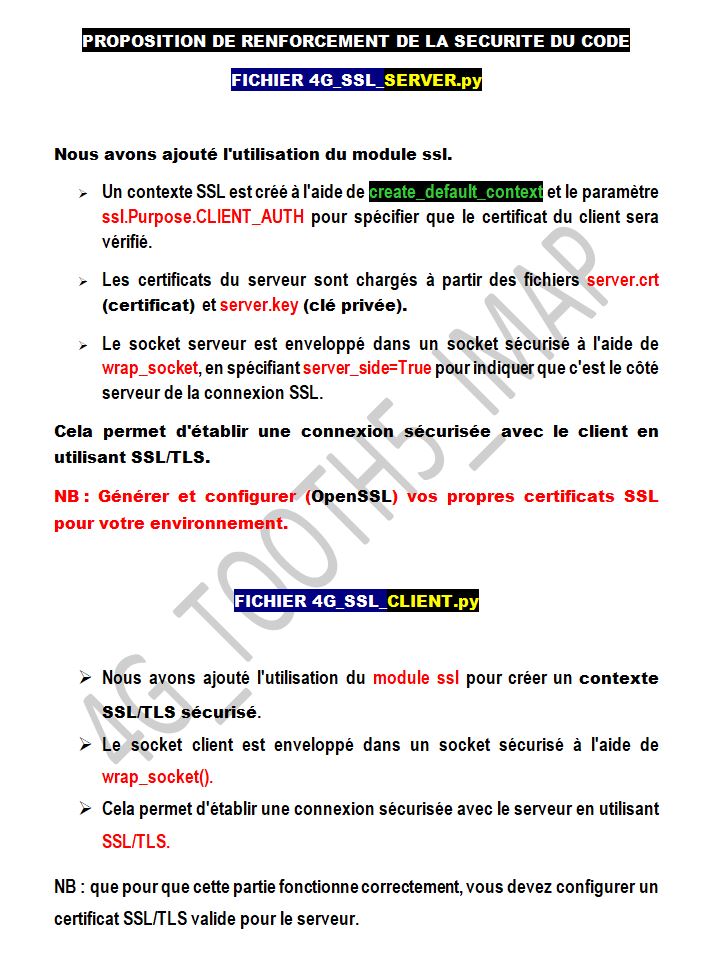 PROPOSITION DE RENFORCEMENT DE LA SECURITE DU CODE
FICHIER 4G_SSL_SERVER.py
Nous avons ajouté l'utilisation du module ssl.
Un contexte SSL est créé à l'aide de create_default_context et le paramètre
ssl.Purpose.CLIENT_AUTH pour spécifier que le certificat du client sera
vérifié.
Les certificats du serveur sont chargés à partir des fichiers server.crt
(certificat) et server.key (clé privée).
Le socket serveur est enveloppé dans un socket sécurisé à l'aide de
wrap_socket, en spécifiant server_side=True pour indiquer que c'est le côté
serveur de la connexion SSL.
Cela permet d'établir une connexion sécurisée avec le client en
utilisant SSL/TLS.
NB : Générer et configurer (OpenSSL) vos propres certificats SSL
pour votre environnement.
FICHIER 4G_SSL_CLIENT.py
Nous avons ajouté l'utilisation du module ssl pour créer un contexte
SSL/TLS sécurisé.
Le socket client est enveloppé dans un socket sécurisé à l'aide de
wrap_socket().
Cela permet d'établir une connexion sécurisée avec le serveur en utilisant
SSL/TLS.
NB : que pour que cette partie fonctionne correctement, vous devez configurer un
certificat SSL/TLS valide pour le serveur.
4G_TOOTH5_IMAP